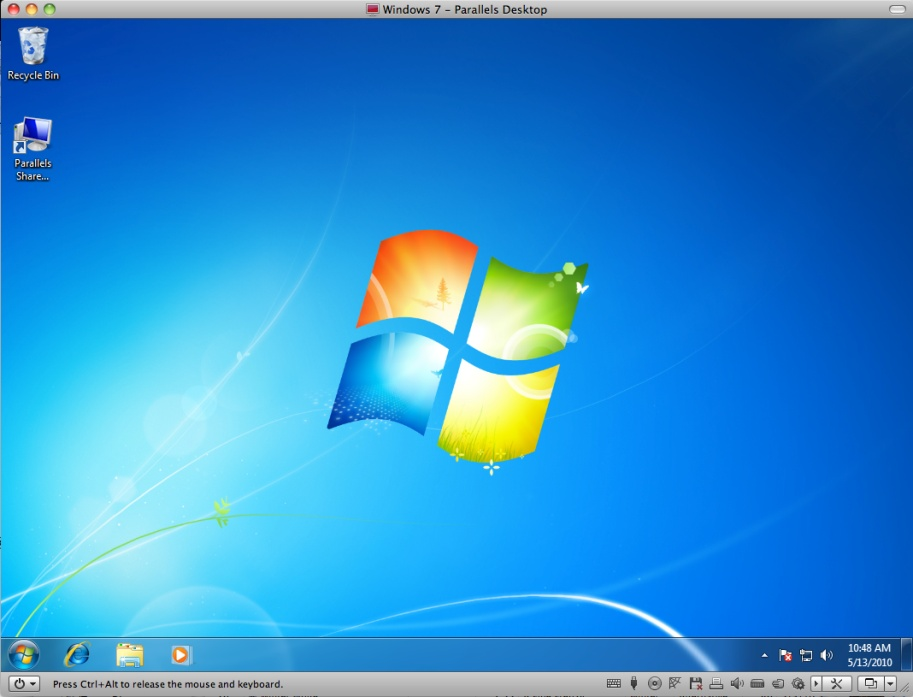 Windows 7 – Parallels Desktop
Recycle Bin
Parallels
Share...
10:48 AM
5/13/2010
Press Ctrl+Alt to release the mouse and keyboard.